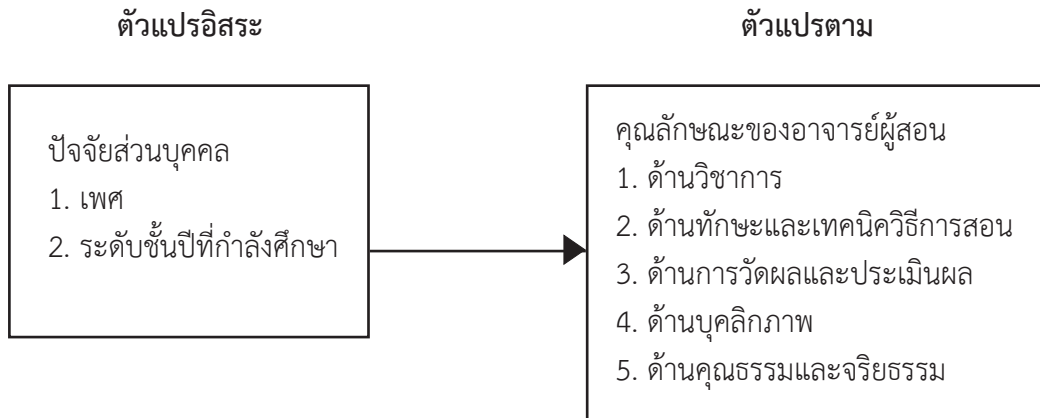 ตัวแปรอิสระ
ปัจจัยส่วนบุคคล
1. เพศ
2. ระดับชั้นปีที่กำลังศึกษา
ตัวแปรตาม
คุณลักษณะของอาจารย์ผู้สอน
1. ด้านวิชาการ
2. ด้านทักษะและเทคนิควิธีการสอน
3. ด้านการวัดผลและประเมินผล
4. ด้านบุคลิกภาพ
5. ด้านคุณธรรมและจริยธรรม